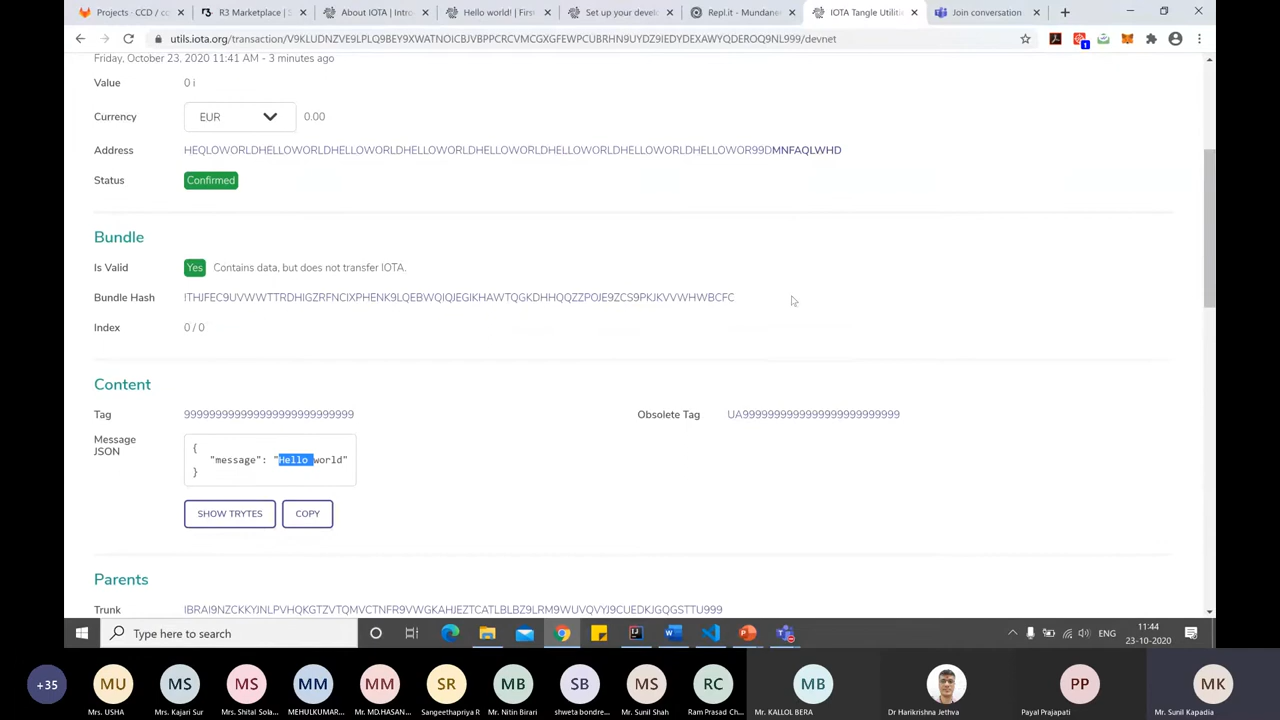 Projects - CCD / cc
R3 Marketplace | S
About IOTA | Intro
Hello world! | First
Set up your develo
Repl.it - Mundane
IOTA Tangle Utilitie
Join conversation
utils.iota.org/transaction/V9KLUDNZVE9LPLQ9BEY9XWATNOICBJVBPPCRCVMCGXGFEWPCUBRHN9UYDZ9IEDYDEXAWYQDEROQ9NL999/devnet
Friday, October 23, 2020 11:41 AM - 3 minutes ago
Value 0 i
Currency EUR 0.00
Address HEQLOWORLDHELLOWORLDHELLOWORLDHELLOWORLDHELLOWORLDHELLOWORLDHELLOWORLDHELLOWOR99DMNFAQLWHD
Status Confirmed
Bundle
Is Valid Yes Contains data, but does not transfer IOTA.
Bundle Hash
Index 0 / 0
Content
Tag 999999999999999999999999999 Obsolete Tag UA9999999999999999999999999
Message
JSON
{
"message": "Hello world"
}
SHOW TRYTES COPY
Parents
Trunk
Type here to search
ENG
11:44
23-10-2020
+35 MU MS MS MM MM SR MB SB MS RC MB PP MK
Mrs. USHA Mrs. Kajari Sur Mrs. Shital Sola... MEHULKUMAR... Mr. MD.HASAN... Sangeethapriya R Mr. Nitin Birari shweta bondre... Mr. Sunil Shah Ram Prasad Ch... Mr. KALLOL BERA Dr Harikrishna Jethva Payal Prajapati Mr. Sunil Kapadia